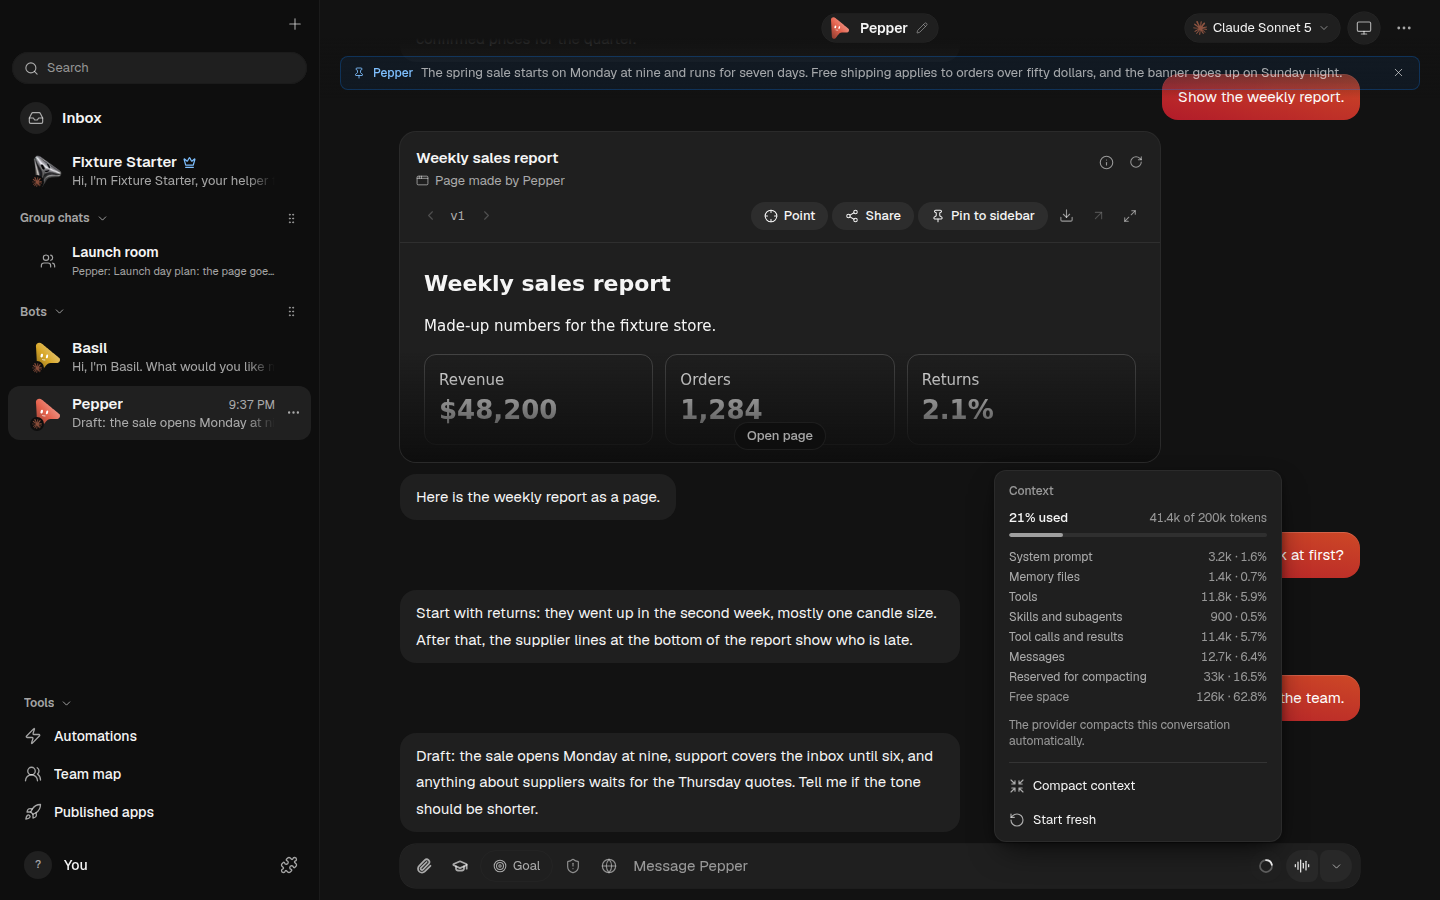 Search
Inbox
Fixture Starter
Hi, I'm Fixture Starter, your helper
Group chats
Launch room
Pepper: Launch day plan: the page goe...
Bots
Basil
Hi, I'm Basil. What would you like
Pepper
9:37 PM
Draft: the sale opens Monday at
Tools
Automations
Team map
Published apps
?
You
Pepper
Claude Sonnet 5
confirmed prices for the quarter.
Pepper The spring sale starts on Monday at nine and runs for seven days. Free shipping applies to orders over fifty dollars, and the banner goes up on Sunday night.
Show the weekly report.
Weekly sales report
Page made by Pepper
v1
Point
Share
Pin to sidebar
Weekly sales report
Made-up numbers for the fixture store.
Revenue
$48,200
Orders
1,284
Returns
2.1%
Open page
Here is the weekly report as a page.
at first?
Start with returns: they went up in the second week, mostly one candle size.
After that, the supplier lines at the bottom of the report show who is late.
the team.
Draft: the sale opens Monday at nine, support covers the inbox until six, and
anything about suppliers waits for the Thursday quotes. Tell me if the tone
should be shorter.
Context
21% used
41.4k of 200k tokens
System prompt 3.2k · 1.6%
Memory files 1.4k · 0.7%
Tools 11.8k · 5.9%
Skills and subagents 900 · 0.5%
Tool calls and results 11.4k · 5.7%
Messages 12.7k · 6.4%
Reserved for compacting 33k · 16.5%
Free space 126k · 62.8%
The provider compacts this conversation
automatically.
Compact context
Start fresh
Goal
Message Pepper